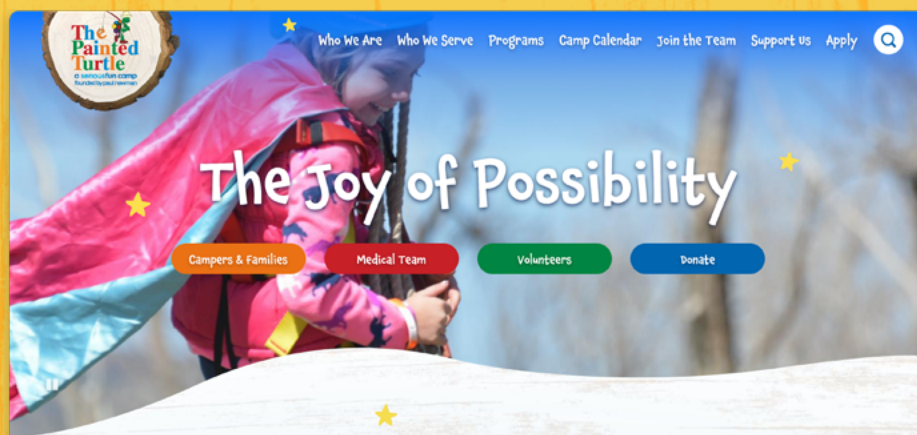 The
Painted
Turtle
a seriousfun camp
founded by paul newman
Who We Are Who We Serve Programs Camp Calendar Join the Team Support Us Apply
The Joy of Possibility
Campers & Families Medical Team Volunteers Donate